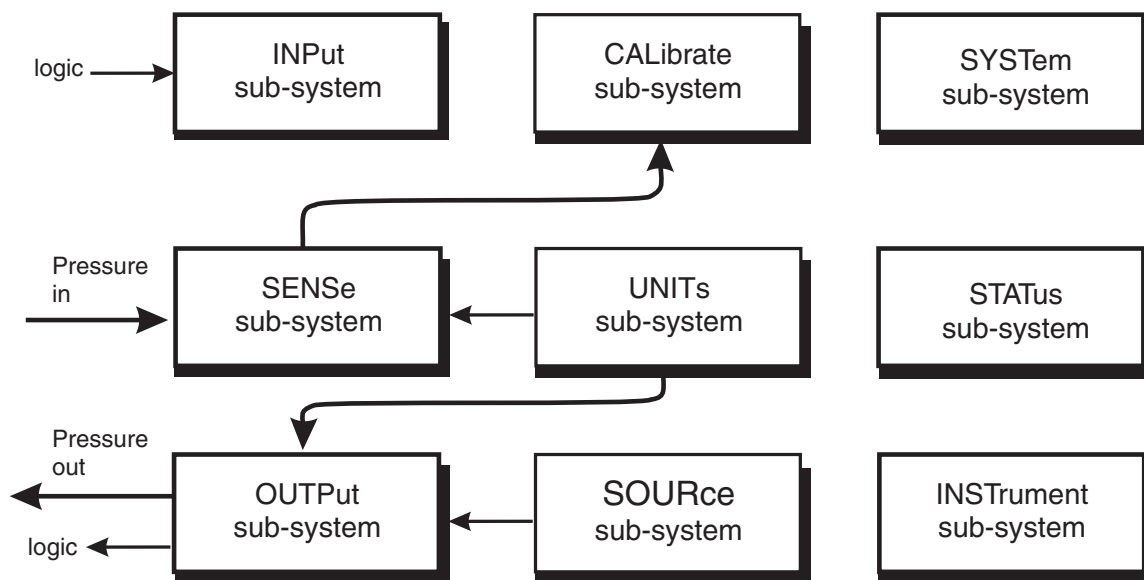 logic
INPut
sub-system
CALibrate
sub-system
SYSTem
sub-system
Pressure
in
SENSe
sub-system
UNITs
sub-system
STATus
sub-system
Pressure
out
logic
OUTPut
sub-system
SOURce
sub-system
INSTrument
sub-system